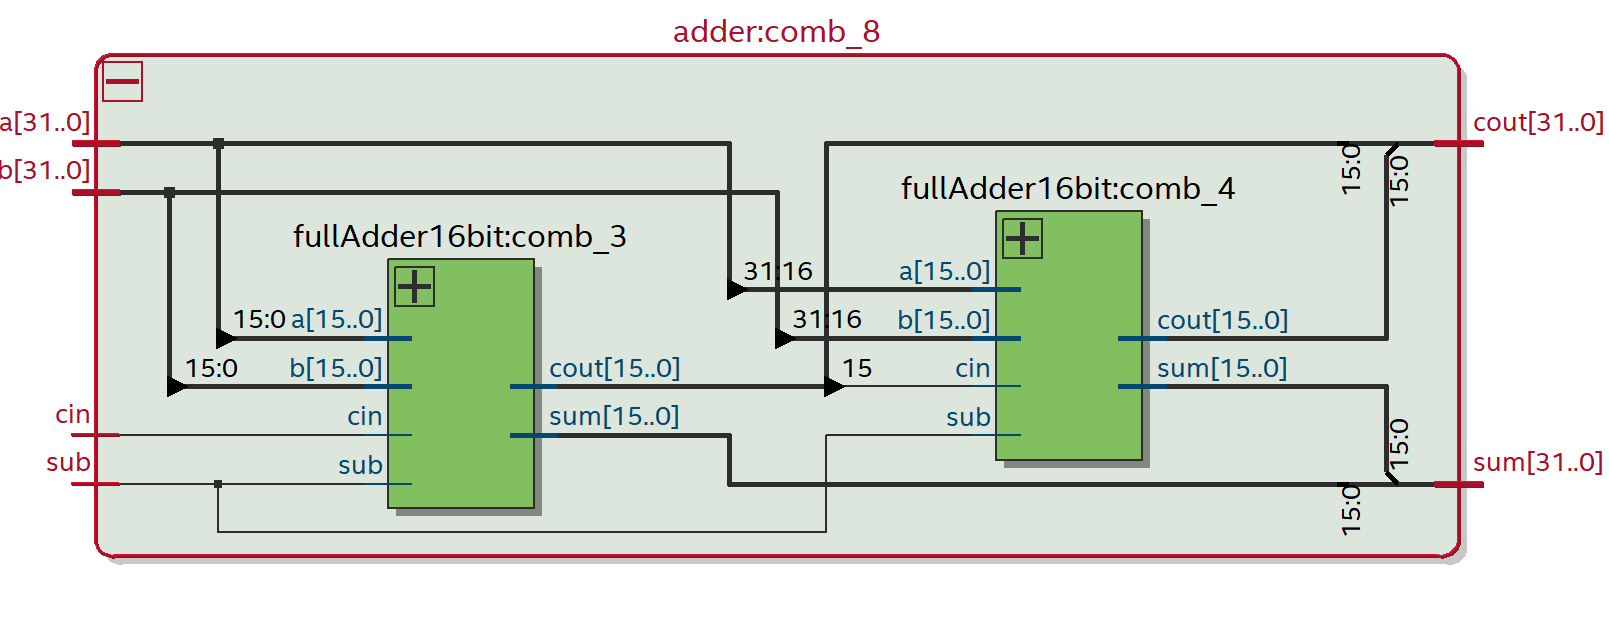 adder:comb_8
a[31..0]
b[31..0]
cin
sub
fullAdder16bit:comb_3
15:0
a[15..0]
15:0
b[15..0]
cin
sub
cout[15..0]
sum[15..0]
31:16
31:16
15
fullAdder16bit:comb_4
a[15..0]
b[15..0]
cin
sub
cout[15..0]
sum[15..0]
15:0
15:0
15:0
15:0
cout[31..0]
sum[31..0]